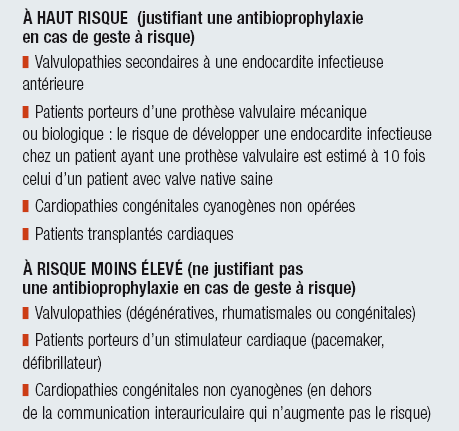 À HAUT RISQUE (justifiant une antibioprophylaxie
en cas de geste à risque)
Valvulopathies secondaires à une endocardite infectieuse
antérieure
Patients porteurs d’une prothèse valvulaire mécanique
ou biologique : le risque de développer une endocardite infectieuse
chez un patient ayant une prothèse valvulaire est estimé à 10 fois
celui d’un patient avec valve native saine
Cardiopathies congénitales cyanogènes non opérées
Patients transplantés cardiaques
À RISQUE MOINS ÉLEVÉ (ne justifiant pas
une antibioprophylaxie en cas de geste à risque)
Valvulopathies (dégénératives, rhumatismales ou congénitales)
Patients porteurs d’un stimulateur cardiaque (pacemaker,
défibrillateur)
Cardiopathies congénitales non cyanogènes (en dehors
de la communication interauriculaire qui n’augmente pas le risque)